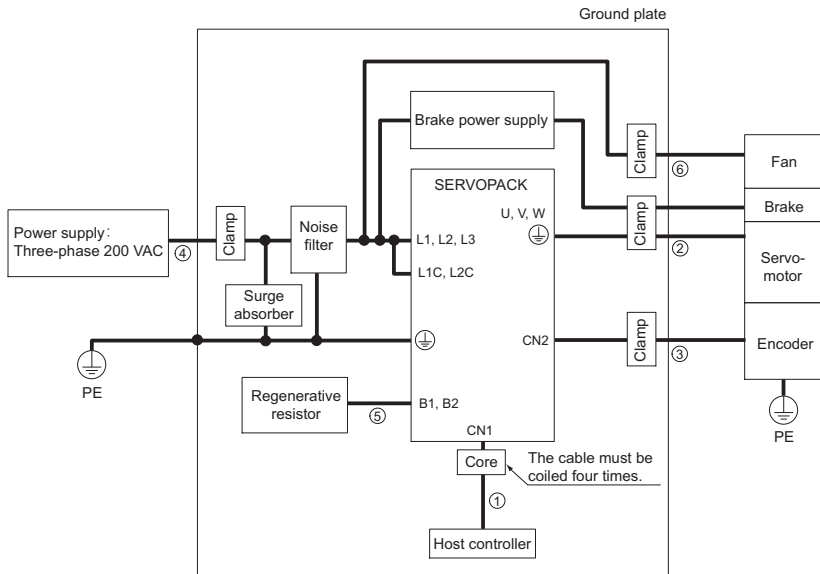 Ground plate
Brake power supply
Clamp
⑥
Fan
SERVOPACK
U, V, W
Clamp
②
Brake
Power supply:
Three-phase 200 VAC
④
Clamp
Noise
filter
L1, L2, L3
L1C, L2C
Servo-
motor
Surge
absorber
CN2
Clamp
③
Encoder
PE
PE
Regenerative
resistor
⑤
B1, B2
CN1
Core
The cable must be
coiled four times.
①
Host controller